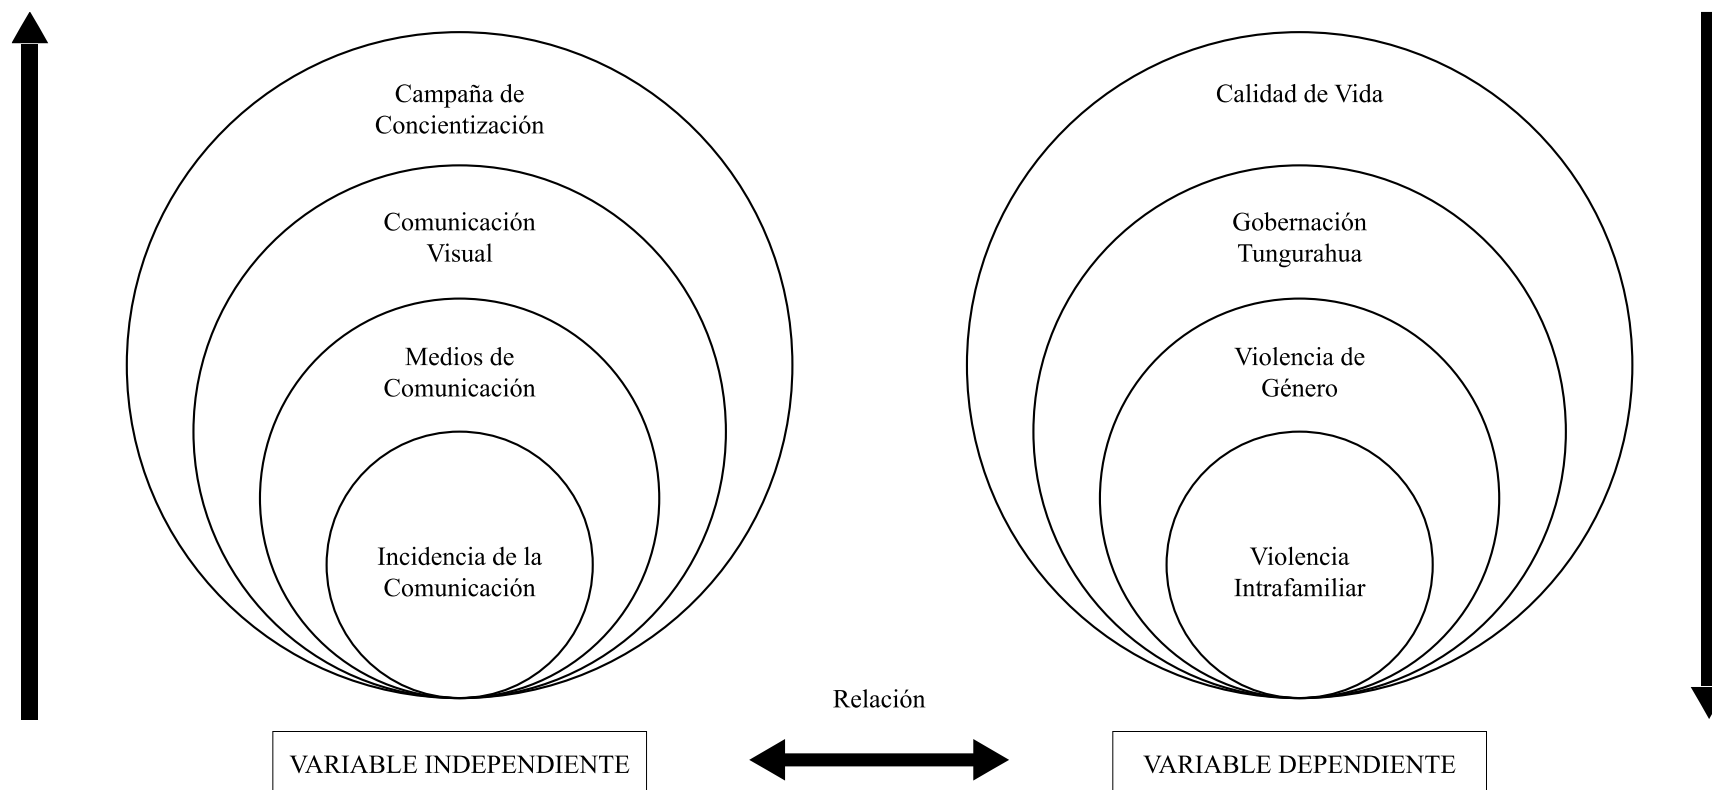 Campaña de
Concientización
Comunicación
Visual
Medios de
Comunicación
Incidencia de la
Comunicación
Calidad de Vida
Gobernación
Tungurahua
Violencia de
Género
Violencia
Intrafamiliar
Relación
VARIABLE INDEPENDIENTE
VARIABLE DEPENDIENTE